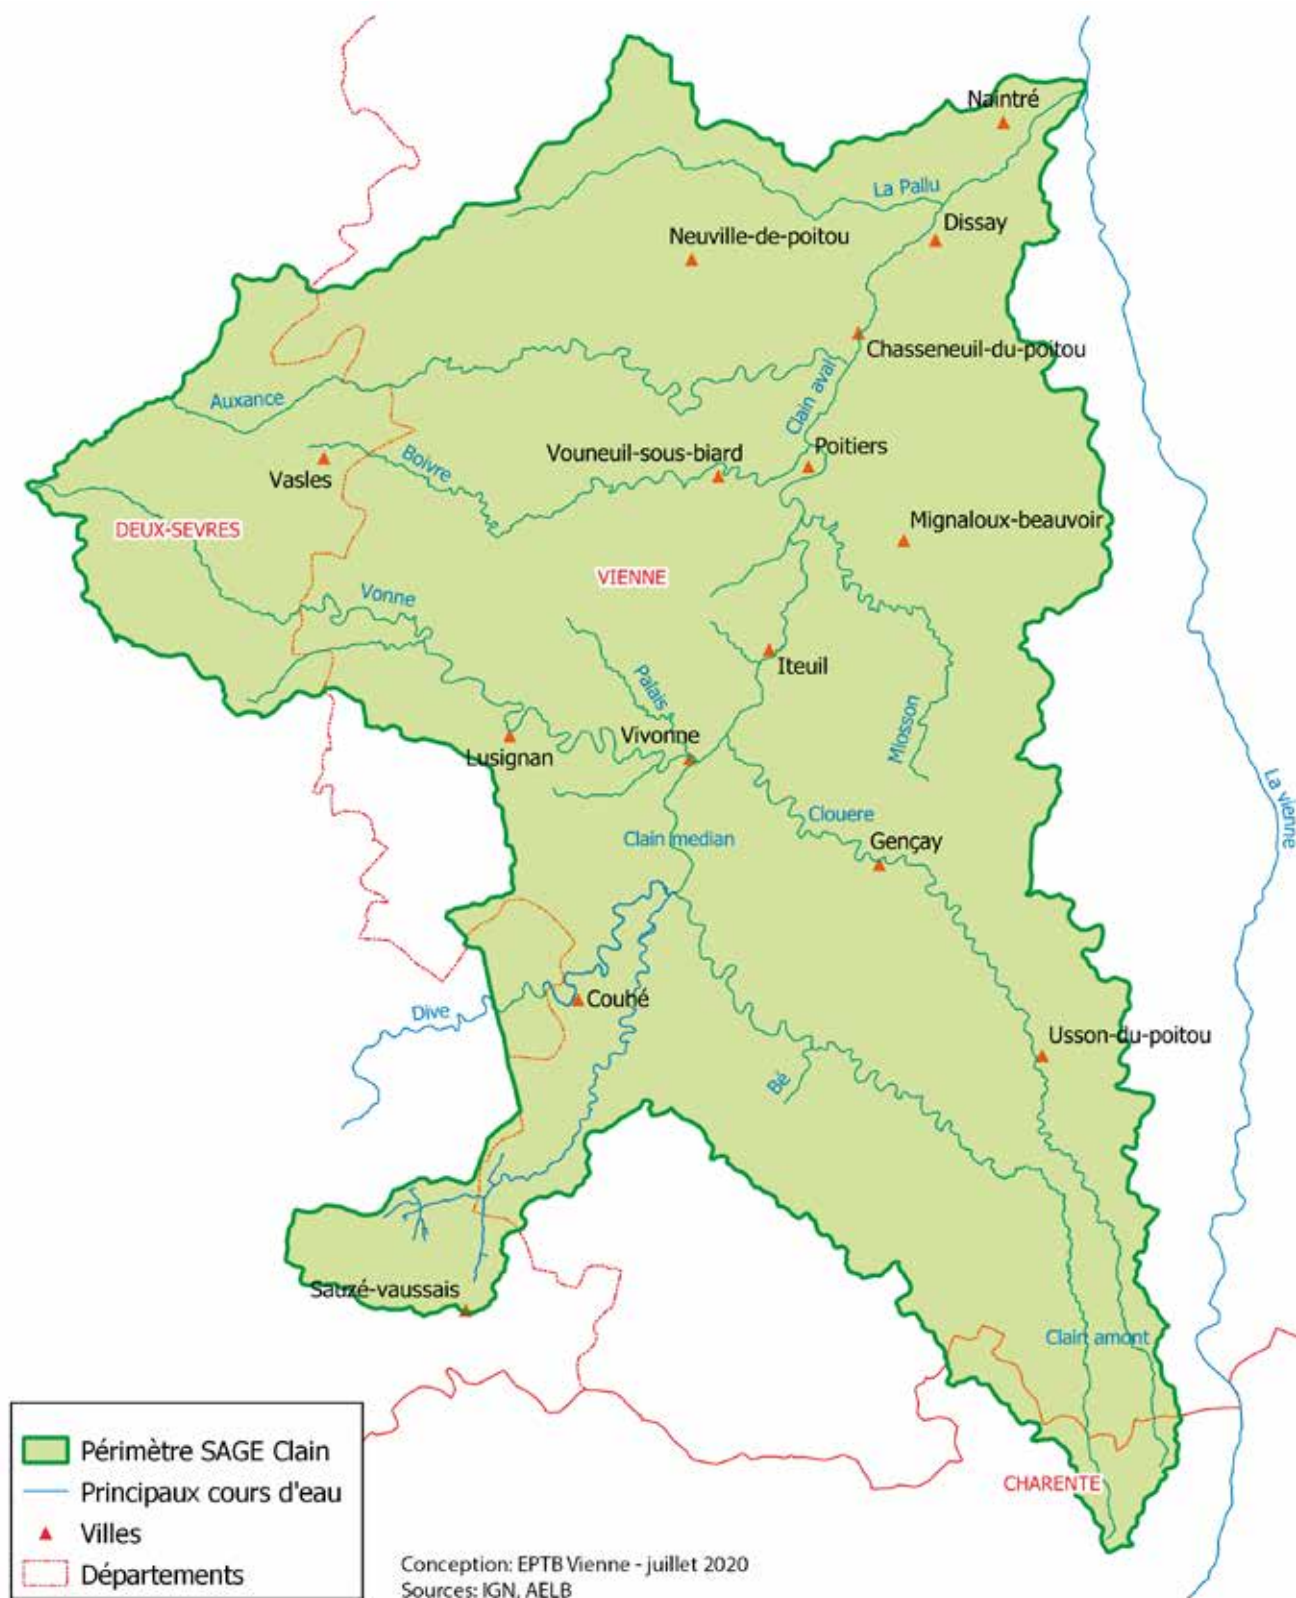 Naintré
La Pallu
Dissay
Neuville-de-poitou
Chasseneuil-du-poitou
Auxance
Clain aval
Vouneuil-sous-biard
Poitiers
Boivre
Vasles
Mignaloux-beauvoir
DEUX-SEVRES
VIENNE
Vonne
Iteuil
Palais
Miosson
Vivonne
Lusignan
La vienne
Clouere
Clain median
Gençay
Couhé
Dive
Usson-du-poitou
Bé
Sauzé-vaussais
Clain amont
CHARENTE
Périmètre SAGE Clain
Principaux cours d'eau
Villes
Départements
Conception: EPTB Vienne - juillet 2020
Sources: IGN, AELB